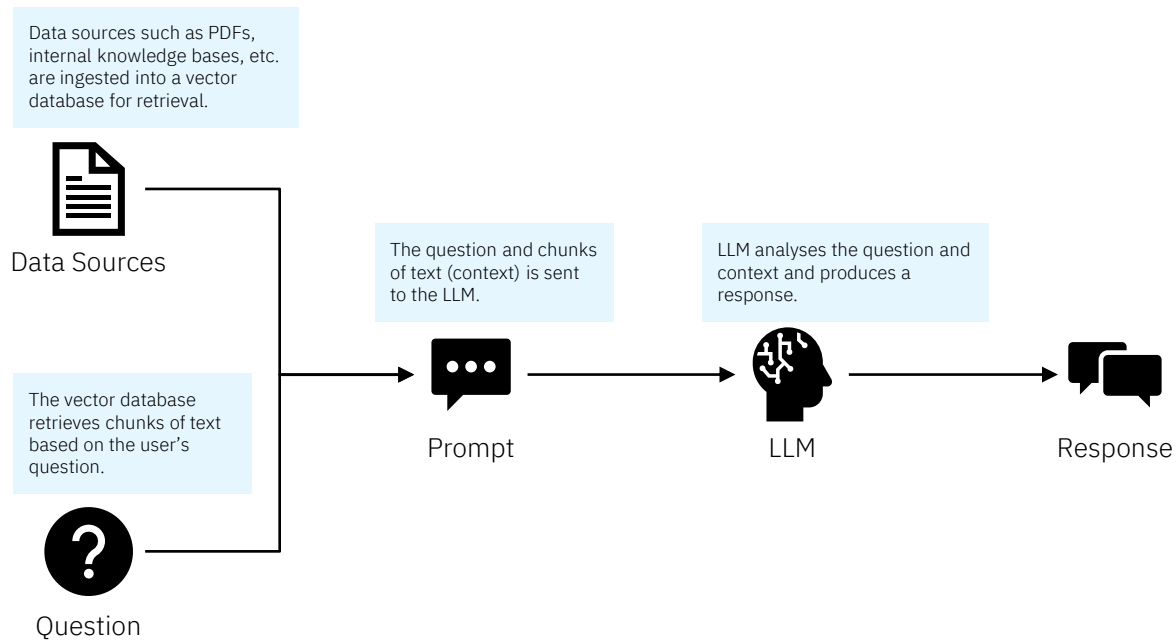 Data sources such as PDFs,
internal knowledge bases, etc.
are ingested into a vector
database for retrieval.
Data Sources
The question and chunks
of text (context) is sent
to the LLM.
LLM analyses the question and
context and produces a
response.
The vector database
retrieves chunks of text
based on the user’s
question.
Prompt
LLM
Response
?
Question